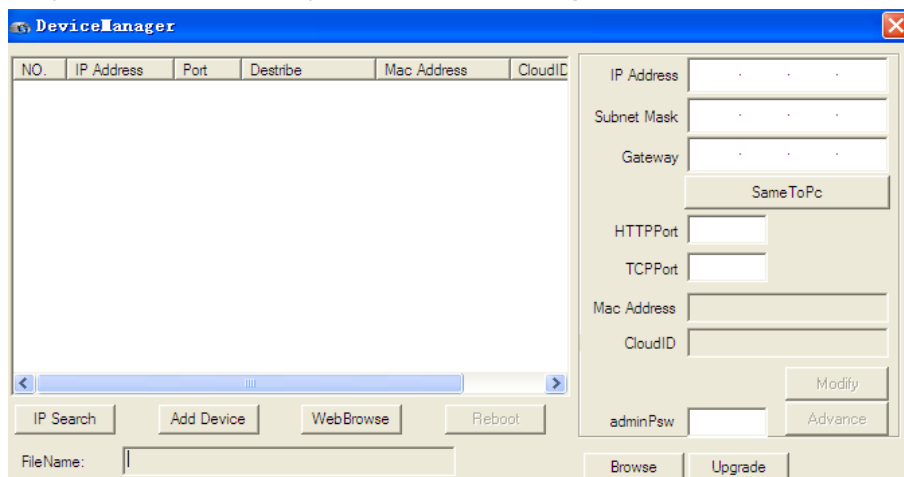 DeviceManager
NO. IP Address Port Destribe Mac Address CloudID
IP Address
Subnet Mask
Gateway
SameToPc
HTTPPort
TCPPort
Mac Address
CloudID
Modify
IP Search Add Device WebBrowse Reboot adminPsw Advance
FileName: Browse Upgrade